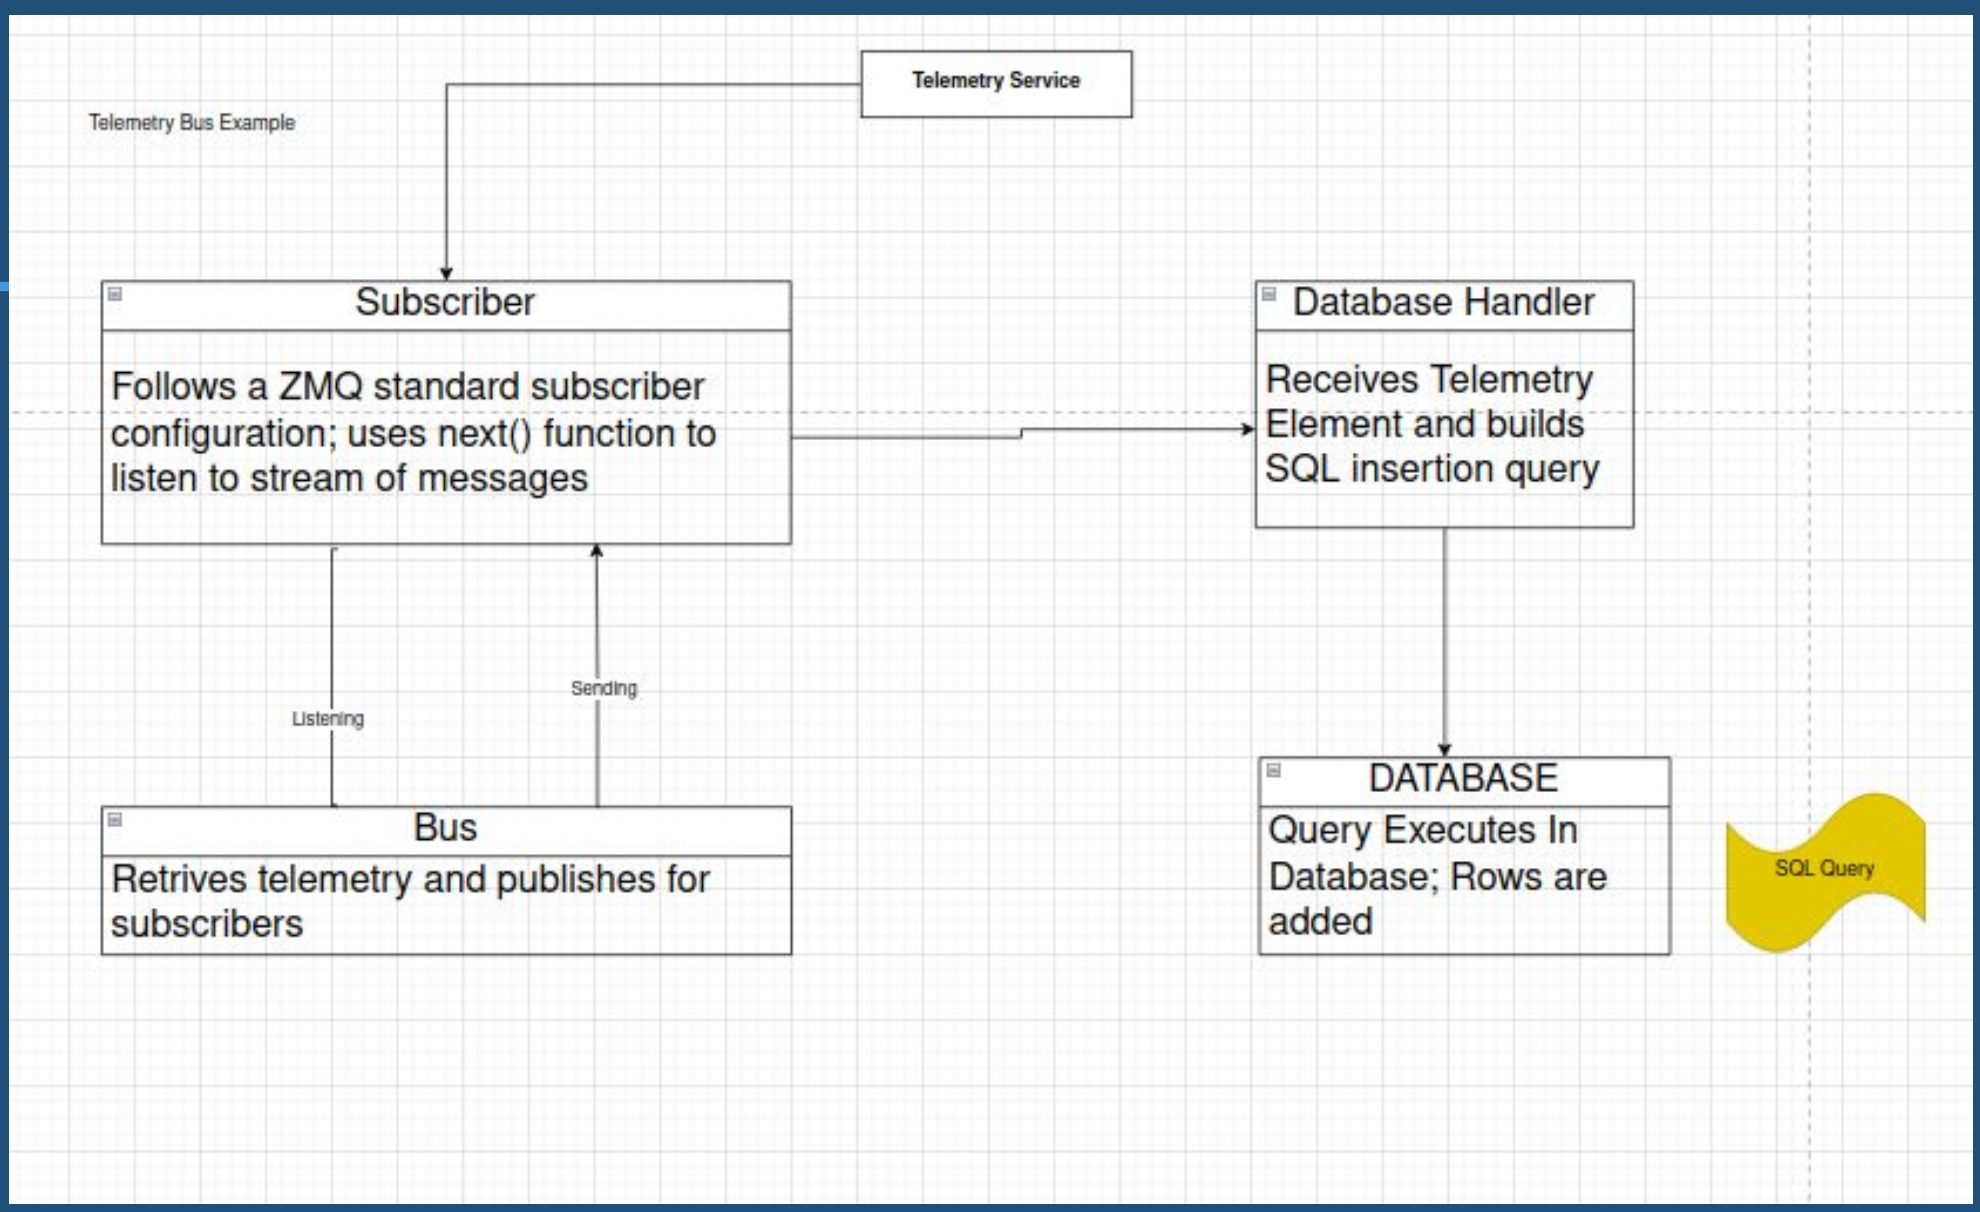 Telemetry Service
Telemetry Bus Example
Subscriber
Follows a ZMQ standard subscriber
configuration; uses next() function to
listen to stream of messages
Database Handler
Receives Telemetry
Element and builds
SQL insertion query
Sending
Listening
Bus
Retrives telemetry and publishes for
subscribers
DATABASE
Query Executes In
Database; Rows are
added
SQL Query